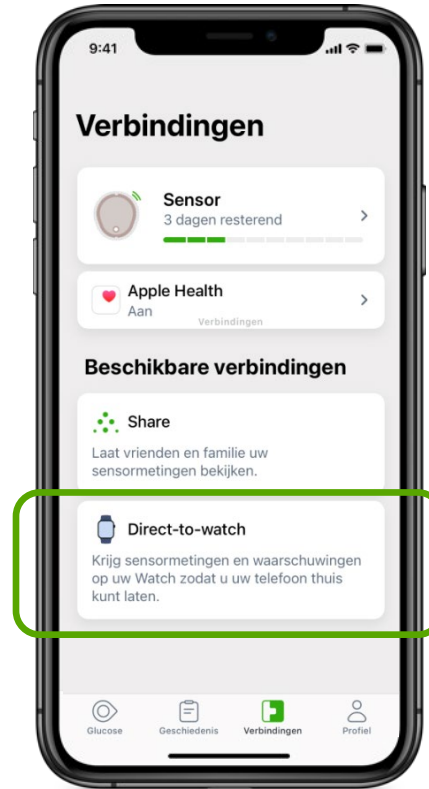 9:41
Verbindingen
Sensor
3 dagen resterend
Apple Health
Aan
Verbindingen
Beschikbare verbindingen
Share
Laat vrienden en familie uw
sensormetingen bekijken.
Direct-to-watch
Krijg sensormetingen en waarschuwingen
op uw Watch zodat u uw telefoon thuis
kunt laten.
Glucose Geschiedenis Verbindingen Profiel